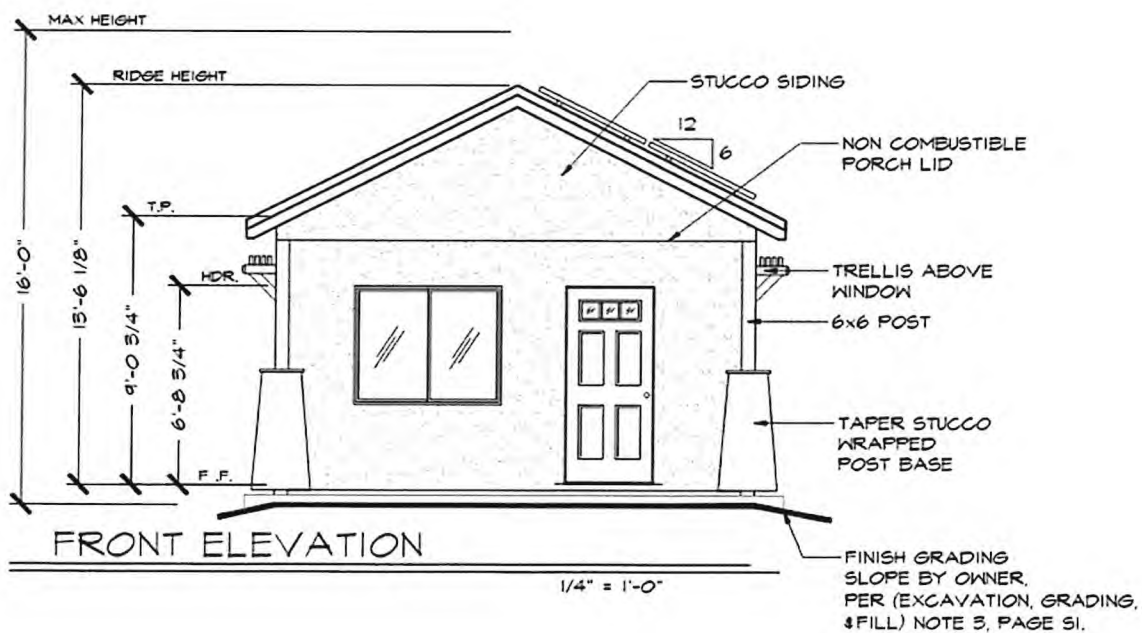 MAX HEIGHT
RIDGE HEIGHT
STUCCO SIDING
12
6
NON COMBUSTIBLE
PORCH LID
T.P.
HDR.
TRELLIS ABOVE
WINDOW
6x6 POST
16'-0"
13'-6 1/8"
9'-0 3/4"
6'-8 3/4"
TAPER STUCCO
WRAPPED
POST BASE
F.F.
FRONT ELEVATION
1/4" = 1'-0"
FINISH GRADING
SLOPE BY OWNER,
PER (EXCAVATION, GRADING,
&FILL) NOTE 3, PAGE S1.